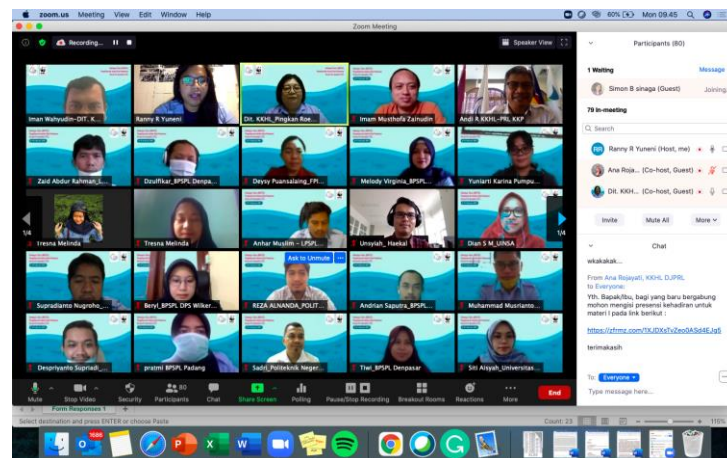 zoom.us Meeting View Edit Window Help
60% Mon 09.45
Zoom Meeting
Recording...
Speaker View
Participants (80)
1 Waiting
Message
Simon B sinaga (Guest) Joining
79 In-meeting
Search
RR Ranny R Yuneni (Host, me)
Ana Roja... (Co-host, Guest)
Dit. KKH... (Co-host, Guest)
Invite Mute All More
Chat
wkakakak...
From Ana Rojayati, KKHL DJPRL
to Everyone:
Yth. Bapak/Ibu, bagi yang baru bergabung
mohon mengisi presensi kehadiran untuk
materi I pada link berikut :
terimakasih
To: Everyone
Type message here...
Iman Wahyudin-DIT. K... Ranny R Yuneni Dit. KKHL_Pingkan Roe... Imam Musthofa Zainudin Andi R.KKHL-PRL KKP
Zaid Abdur Rahman_L... Dzulfikar_BPSPL Denpa... Deysy Puansalaing_FPI... Melody Virginia_BPSPL... Yuniarti Karina Pumpu...
1/4
Tresna Melinda Tresna Melinda Anhar Muslim - LPSPL... Unsyiah_ Haekal Dian S M_UINSA
1/4
Ask to Unmute ...
Supradianto Nugroho_... Beryl_BPSPL DPS Wilker... REZA ALNANDA_POLIT... Andrian Saputra_BPSPL... Muhammad Musrianto...
Despriyanto Supriadi_... pratmi BPSPL Padang Sadri_Politeknik Neger... Tiwi_BPSPL Denpasar Siti Aisyah_Universitas...
80
Mute Stop Video Security Participants Chat Share Screen Polling Pause/Stop Recording Breakout Rooms Reactions More End
Form Responses 1 +
Select destination and press ENTER or choose Paste
Count: 23
116%